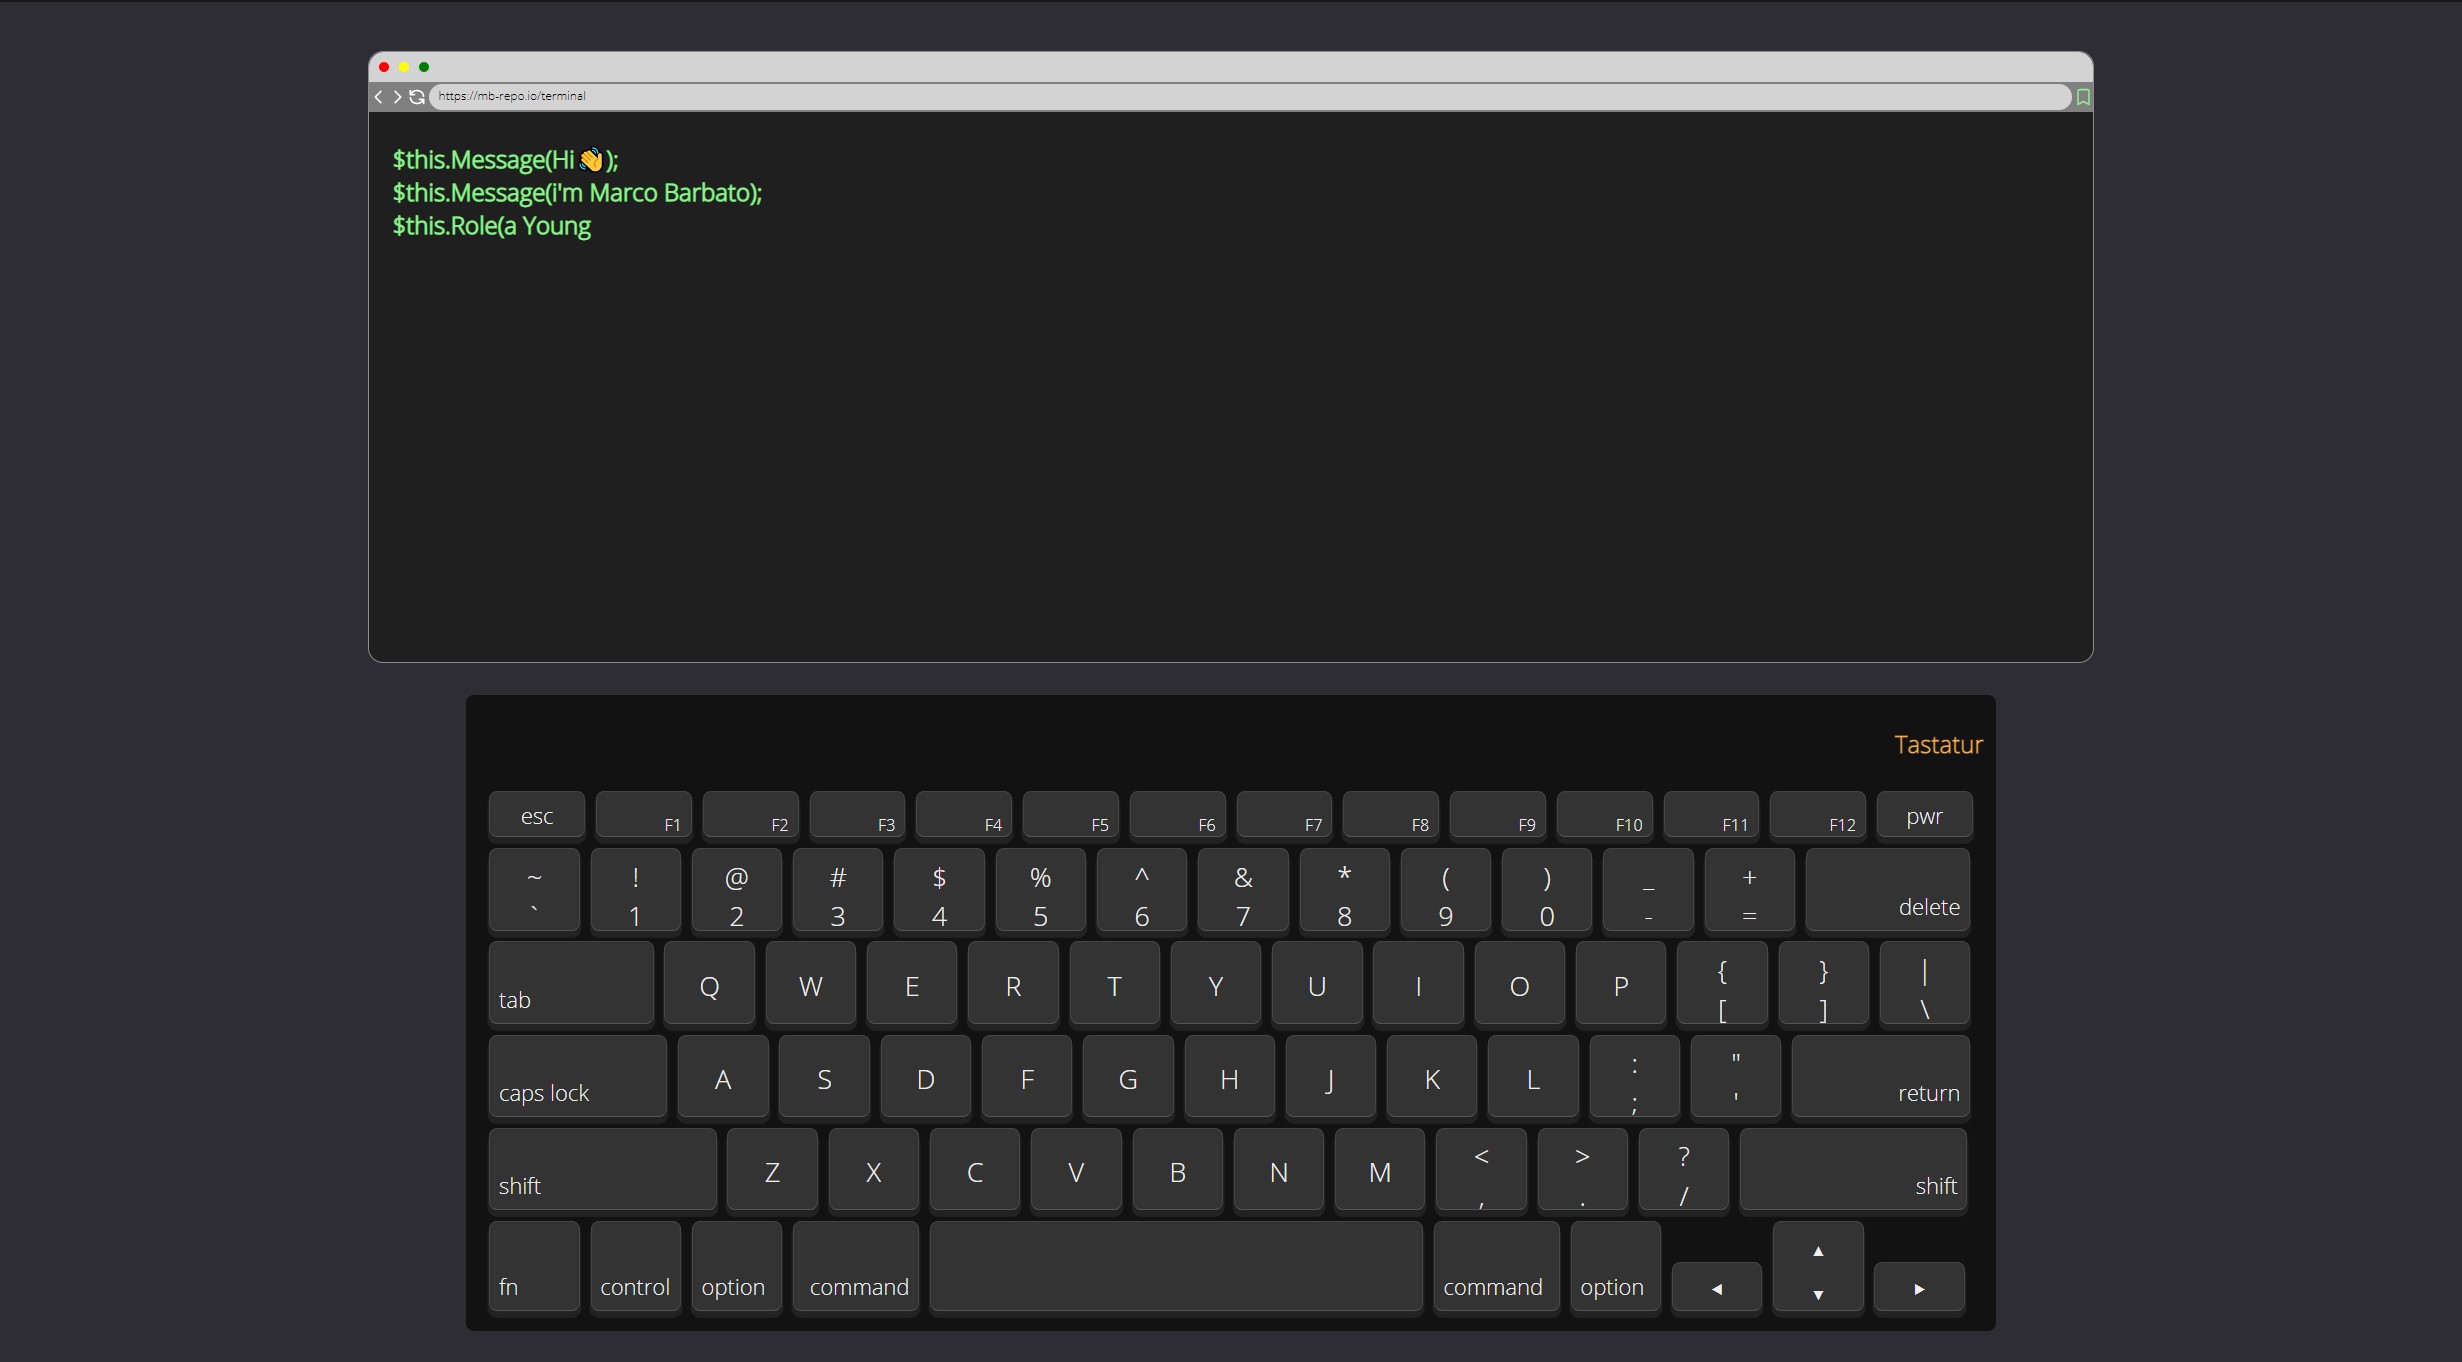 https://mb-repo.io/terminal
$this.Message(Hi 👋);
$this.Message(i'm Marco Barbato);
$this.Role(a Young
Tastatur
esc F1 F2 F3 F4 F5 F6 F7 F8 F9 F10 F11 F12 pwr
~ ! @ # $ % ^ & * ( ) _ +
` 1 2 3 4 5 6 7 8 9 0 - = delete
tab Q W E R T Y U I O P { } |
[ ] \
caps lock A S D F G H J K L : " return
; '
shift Z X C V B N M < > ? shift
, . /
fn control option command command option ◄ ▲ ▼ ►